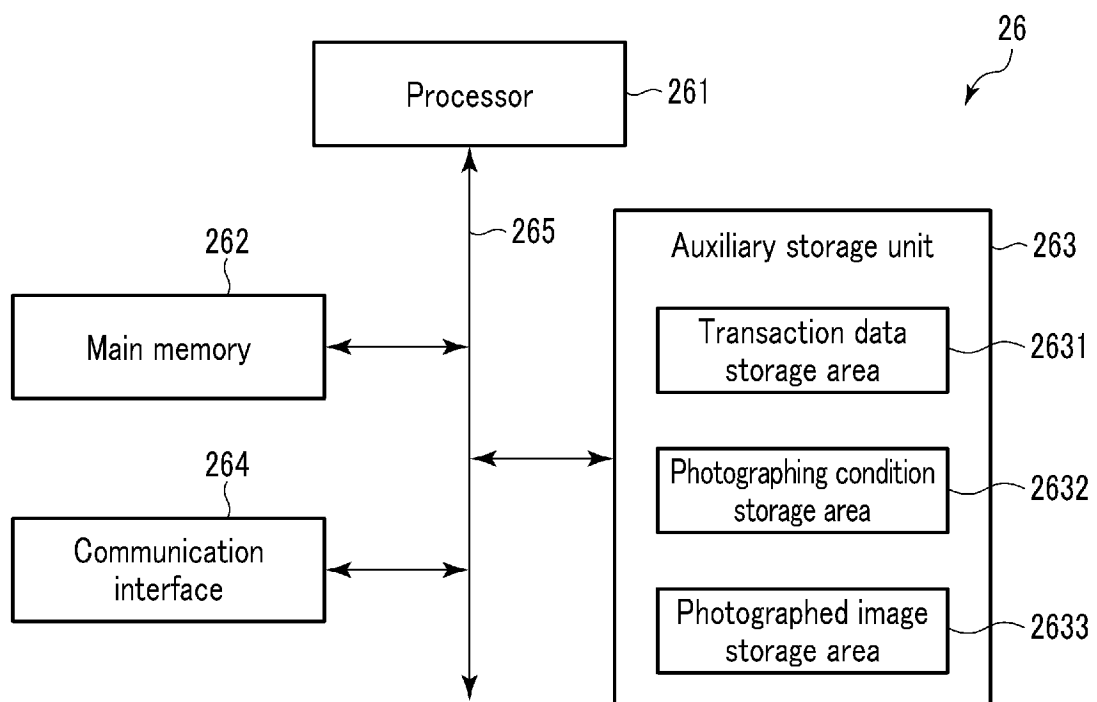 26
Processor
261
265
262
Main memory
264
Communication
interface
Auxiliary storage unit
263
Transaction data
storage area
2631
Photographing condition
storage area
2632
Photographed image
storage area
2633